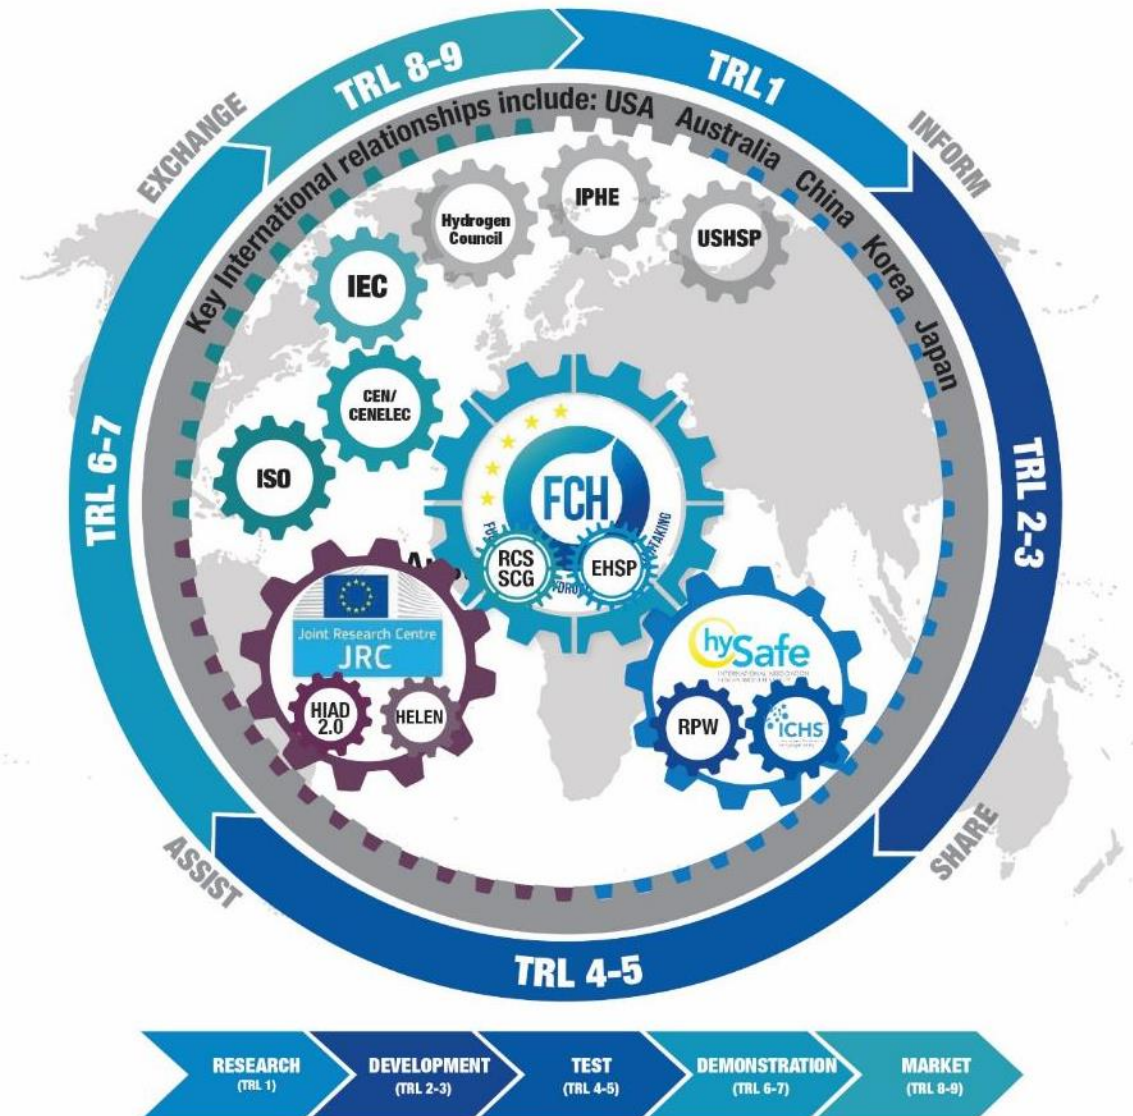 TRL 8-9
TRL1
EXCHANGE
INFORM
Key International relationships include: USA Australia China Korea Japan
Hydrogen
Council
IPHE
USHSP
IEC
CEN/
CENELEC
ISO
TRL 6-7
TRL 2-3
FCH
RCS
SCG
EHSP
Joint Research Centre
JRC
HIAD
2.0
HELEN
hySafe
INTERNATIONAL ASSOCIATION
RPW
ICHS
ASSIST
SHARE
TRL 4-5
RESEARCH
(TRL 1)
DEVELOPMENT
(TRL 2-3)
TEST
(TRL 4-5)
DEMONSTRATION
(TRL 6-7)
MARKET
(TRL 8-9)